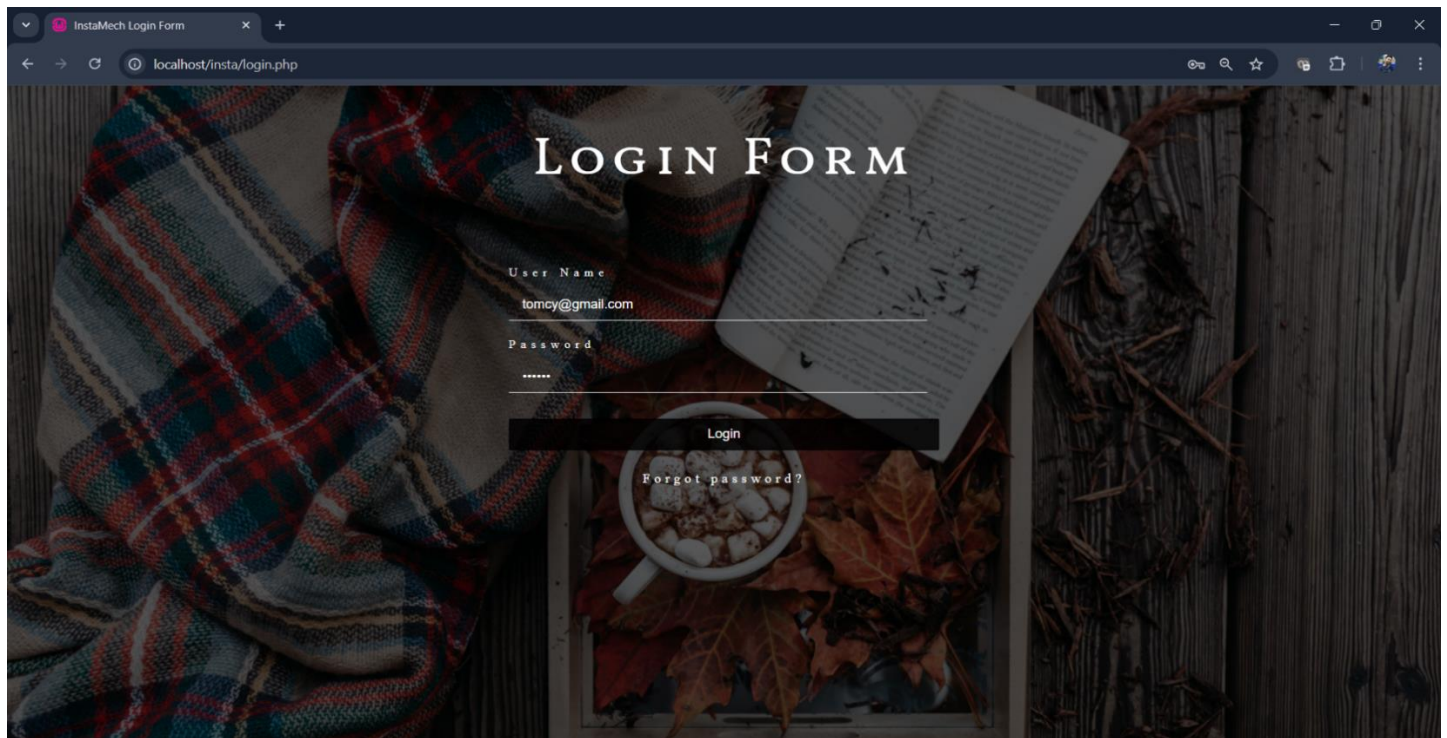 InstaMech Login Form
localhost/insta/login.php
LOGIN FORM
User Name
tomcy@gmail.com
Password
••••••
Login
Forgot password?